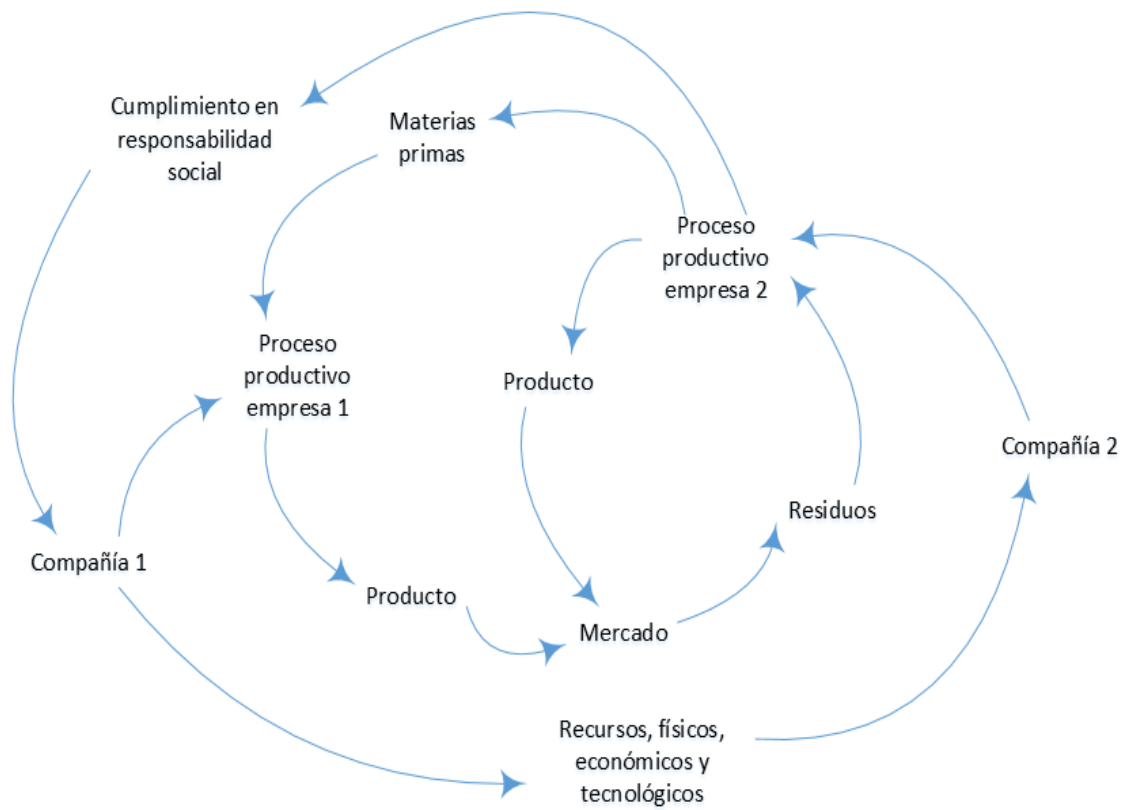 Cumplimiento en
responsabilidad
social
Materias
primas
Proceso
productivo
empresa 2
Proceso
productivo
empresa 1
Producto
Compañía 2
Residuos
Compañía 1
Producto
Mercado
Recursos, físicos,
económicos y
tecnológicos